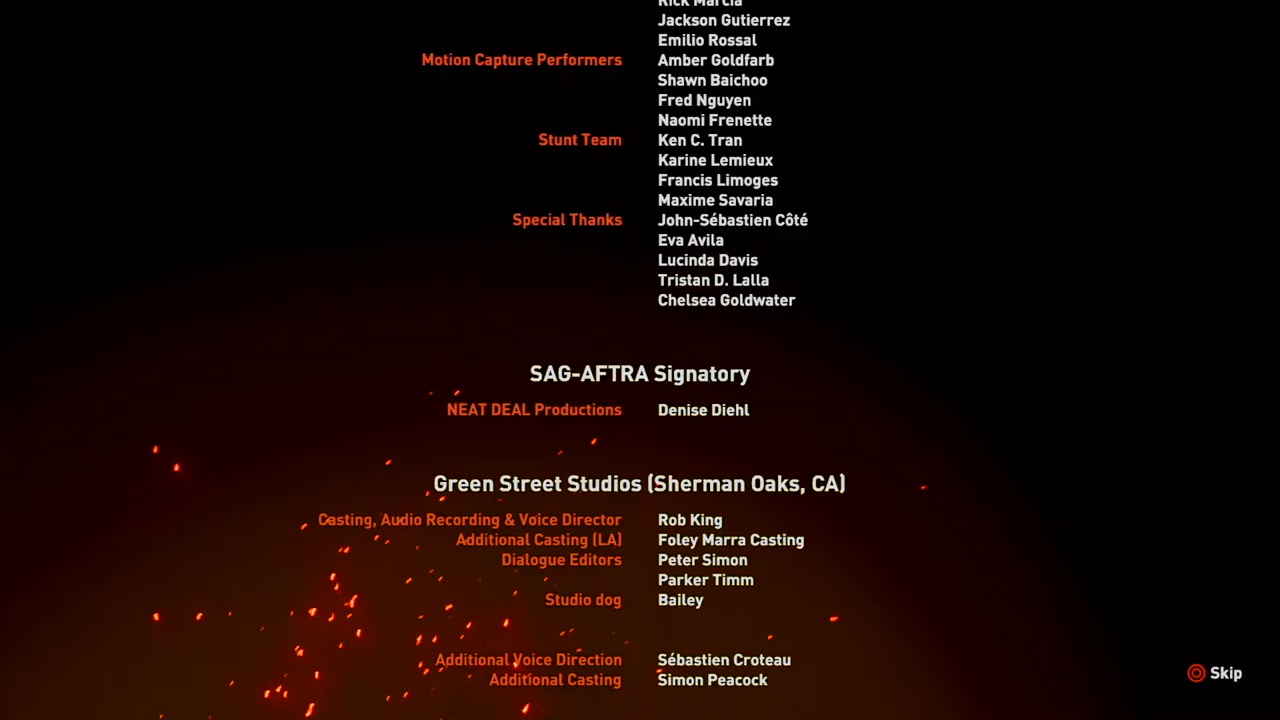 Rick Marcia
Jackson Gutierrez
Emilio Rossal
Motion Capture Performers Amber Goldfarb
Shawn Baichoo
Fred Nguyen
Naomi Frenette
Stunt Team Ken C. Tran
Karine Lemieux
Francis Limoges
Maxime Savaria
Special Thanks John-Sébastien Côté
Eva Avila
Lucinda Davis
Tristan D. Lalla
Chelsea Goldwater
SAG-AFTRA Signatory
NEAT DEAL Productions Denise Diehl
Green Street Studios (Sherman Oaks, CA)
Casting, Audio Recording & Voice Director Rob King
Additional Casting (LA) Foley Marra Casting
Dialogue Editors Peter Simon
Parker Timm
Studio dog Bailey
Additional Voice Direction Sébastien Croteau
Additional Casting Simon Peacock
Skip